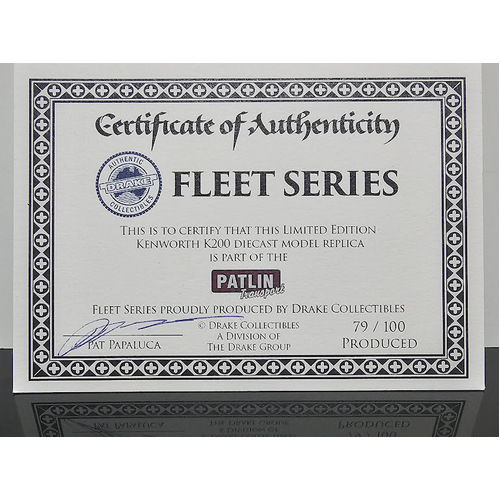 Certificate of Authenticity
AUTHENTIC
DRAKE
COLLECTIBLES
FLEET SERIES
THIS IS TO CERTIFY THAT THIS LIMITED EDITION
KENWORTH K200 DIECAST MODEL REPLICA
IS PART OF THE
PATLIN
Transport
FLEET SERIES PROUDLY PRODUCED BY DRAKE COLLECTIBLES
© DRAKE COLLECTIBLES
A DIVISION OF
THE DRAKE GROUP
PAT PAPALUCA
79 / 100
PRODUCED